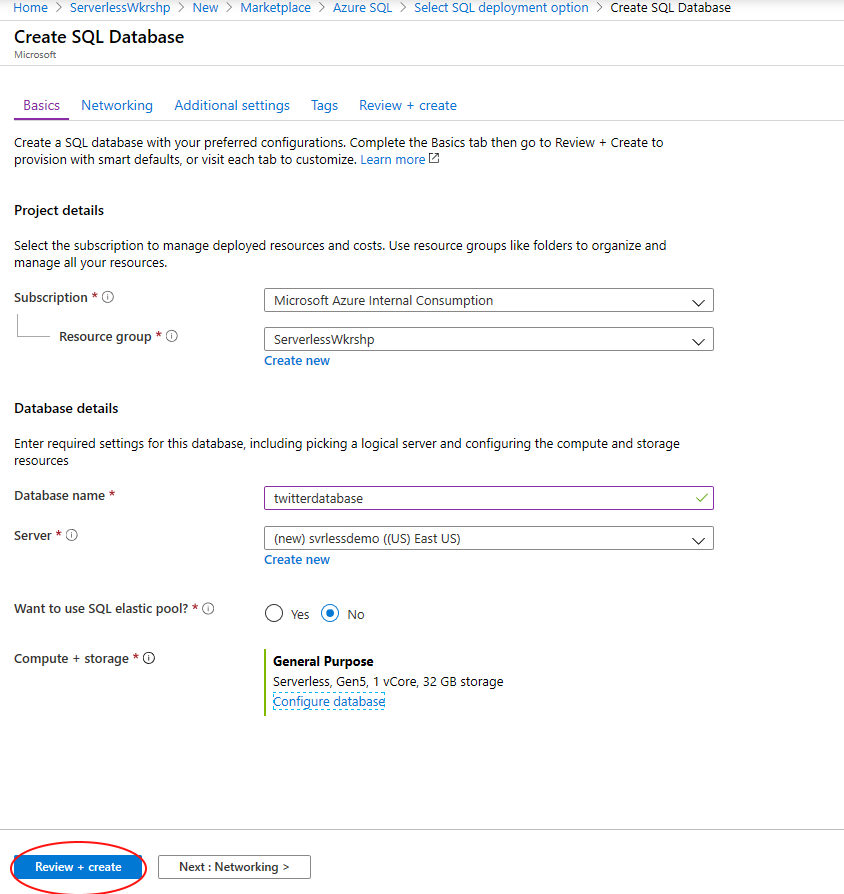 Home > ServerlessWkrshp > New > Marketplace > Azure SQL > Select SQL deployment option > Create SQL Database
Create SQL Database
Microsoft
Basics Networking Additional settings Tags Review + create
Create a SQL database with your preferred configurations. Complete the Basics tab then go to Review + Create to
provision with smart defaults, or visit each tab to customize. Learn more
Project details
Select the subscription to manage deployed resources and costs. Use resource groups like folders to organize and
manage all your resources.
Subscription * Microsoft Azure Internal Consumption
Resource group * ServerlessWkrshp
Create new
Database details
Enter required settings for this database, including picking a logical server and configuring the compute and storage
resources
Database name * twitterdatabase
Server * (new) svrlessdemo ((US) East US)
Create new
Want to use SQL elastic pool? * Yes No
Compute + storage * General Purpose
Serverless, Gen5, 1 vCore, 32 GB storage
Configure database
Review + create Next : Networking >